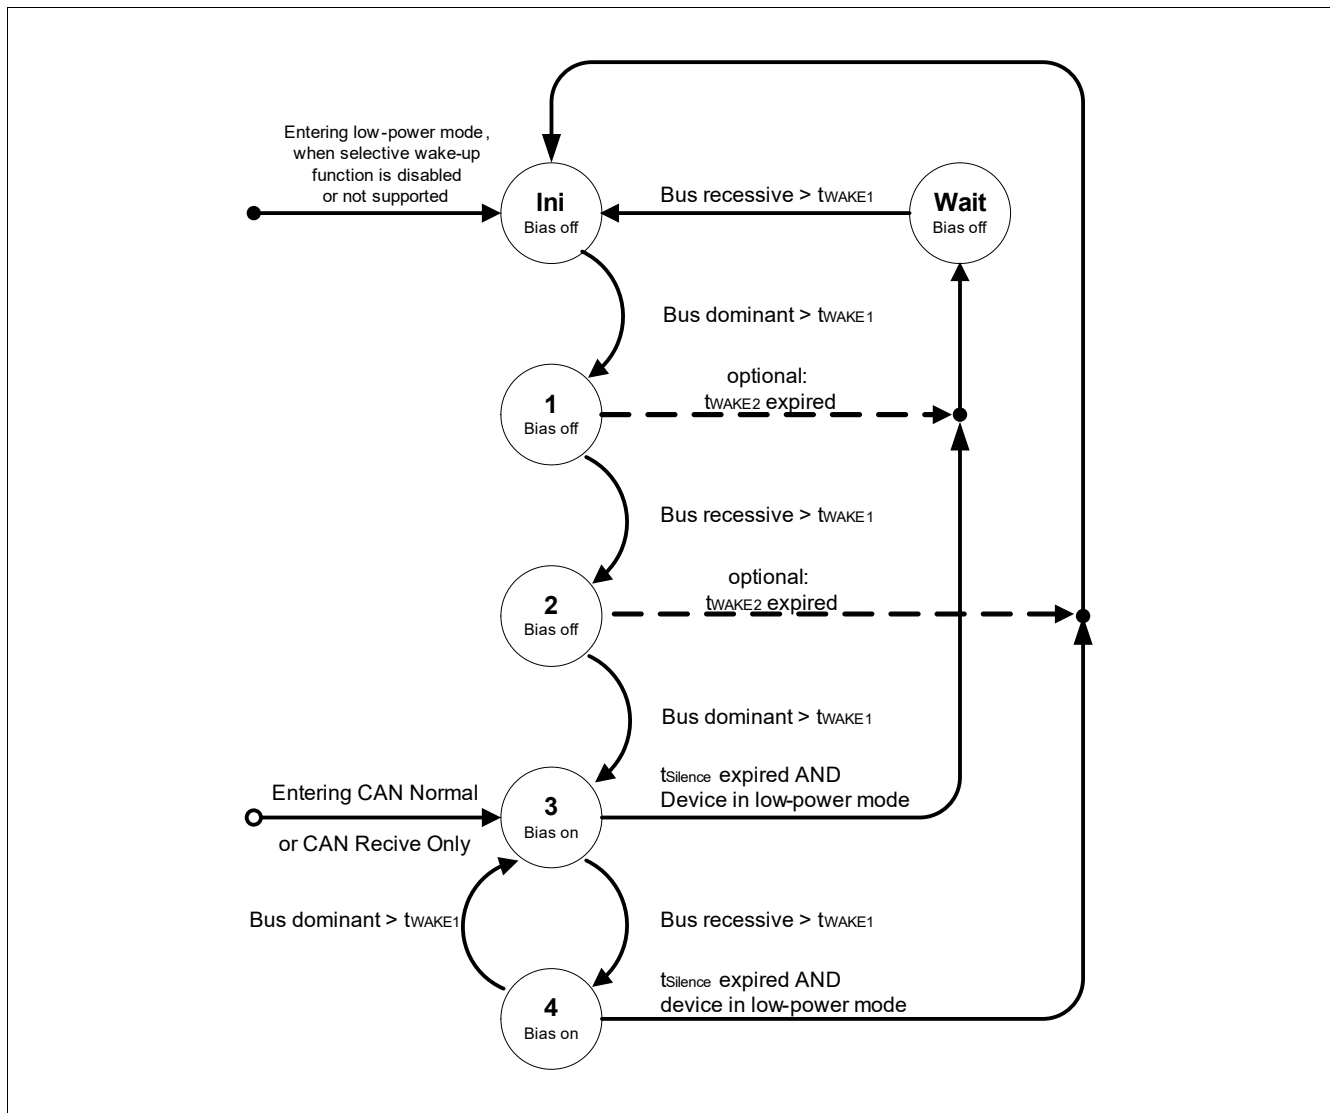 Entering low-power mode,
when selective wake-up
function is disabled
or not supported
Ini
Bias off
Bus recessive > tWAKE1
Wait
Bias off
Bus dominant > tWAKE1
optional:
tWAKE2 expired
1
Bias off
Bus recessive > tWAKE1
optional:
tWAKE2 expired
2
Bias off
Bus dominant > tWAKE1
tSilence expired AND
Device in low-power mode
Entering CAN Normal
or CAN Recive Only
3
Bias on
Bus dominant > tWAKE1
Bus recessive > tWAKE1
tSilence expired AND
device in low-power mode
4
Bias on